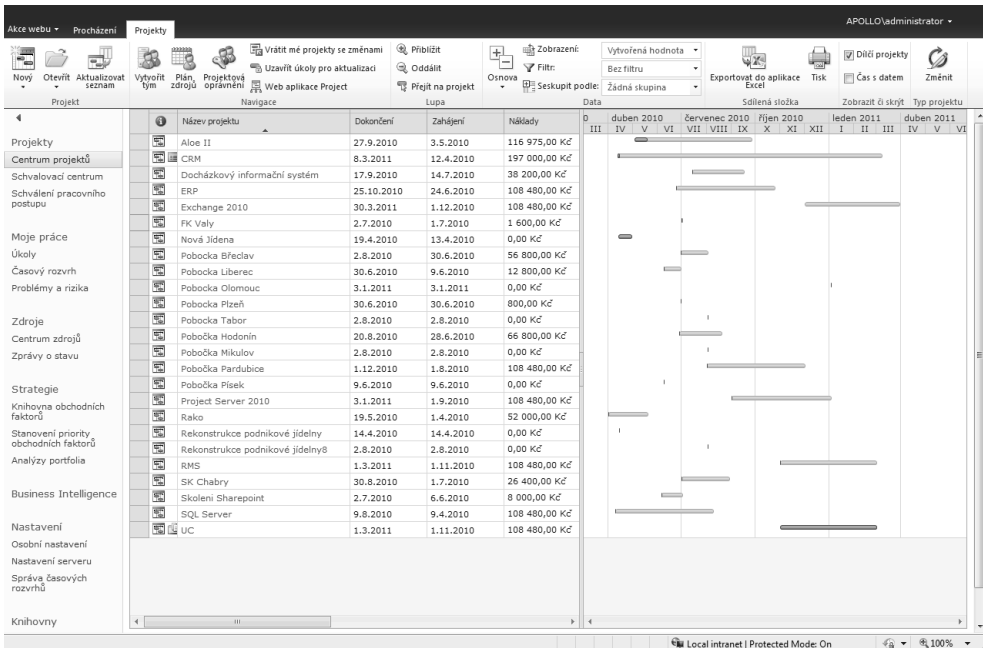 APOLLO\administrator
Akce webu Procházení Projekty
Nový
Otevřít
Aktualizovat seznam
Projekt
Vytvořit tým
Plán zdrojů
Projektová oprávnění
Vrátit mé projekty se změnami
Uzavřít úkoly pro aktualizaci
Web aplikace Project
Navigace
Přiblížit
Oddálit
Přejít na projekt
Lupa
Osnova
Zobrazení: Vytvořená hodnota
Filtr: Bez filtru
Seskupit podle: Žádná skupina
Data
Exportovat do aplikace Excel
Tisk
Sdílená složka
Dílčí projekty
Čas s datem
Zobrazit či skrýt
Změnit
Typ projektu
Projekty
Centrum projektů
Schvalovací centrum
Schválení pracovního
postupu
Moje práce
Úkoly
Časový rozvrh
Problémy a rizika
Zdroje
Centrum zdrojů
Zprávy o stavu
Strategie
Knihovna obchodních
faktorů
Stanovení priority
obchodních faktorů
Analýzy portfolia
Business Intelligence
Nastavení
Osobní nastavení
Nastavení serveru
Správa časových
rozvrhů
Knihovny
Název projektu Dokončení Zahájení Náklady
0 duben 2010 červenec 2010 říjen 2010 leden 2011 duben 2011
III IV V VI VII VIII IX X XI XII I II III IV V VI
Aloe II 27.9.2010 3.5.2010 116 975,00 Kč
CRM 8.3.2011 12.4.2010 197 000,00 Kč
Docházkový informační systém 17.9.2010 14.7.2010 38 200,00 Kč
ERP 25.10.2010 24.6.2010 108 480,00 Kč
Exchange 2010 30.3.2011 1.12.2010 108 480,00 Kč
FK Valy 2.7.2010 1.7.2010 1 600,00 Kč
Nová Jídena 19.4.2010 13.4.2010 0,00 Kč
Pobocka Břeclav 2.8.2010 30.6.2010 56 800,00 Kč
Pobocka Liberec 30.6.2010 9.6.2010 12 800,00 Kč
Pobocka Olomouc 3.1.2011 3.1.2011 0,00 Kč
Pobocka Plzeň 30.6.2010 30.6.2010 800,00 Kč
Pobocka Tabor 2.8.2010 2.8.2010 0,00 Kč
Pobočka Hodonín 20.8.2010 28.6.2010 66 800,00 Kč
Pobočka Mikulov 2.8.2010 2.8.2010 0,00 Kč
Pobočka Pardubice 1.12.2010 1.8.2010 108 480,00 Kč
Pobočka Písek 9.6.2010 9.6.2010 0,00 Kč
Project Server 2010 3.1.2011 1.9.2010 108 480,00 Kč
Rako 19.5.2010 1.4.2010 52 000,00 Kč
Rekonstrukce podnikové jídelny 14.4.2010 14.4.2010 0,00 Kč
Rekonstrukce podnikové jídelny8 2.8.2010 2.8.2010 0,00 Kč
RMS 1.3.2011 1.11.2010 108 480,00 Kč
SK Chabry 30.8.2010 1.7.2010 26 400,00 Kč
Skoleni Sharepoint 2.7.2010 6.6.2010 8 000,00 Kč
SQL Server 9.8.2010 9.4.2010 108 480,00 Kč
UC 1.3.2011 1.11.2010 108 480,00 Kč
Local intranet | Protected Mode: On 100%